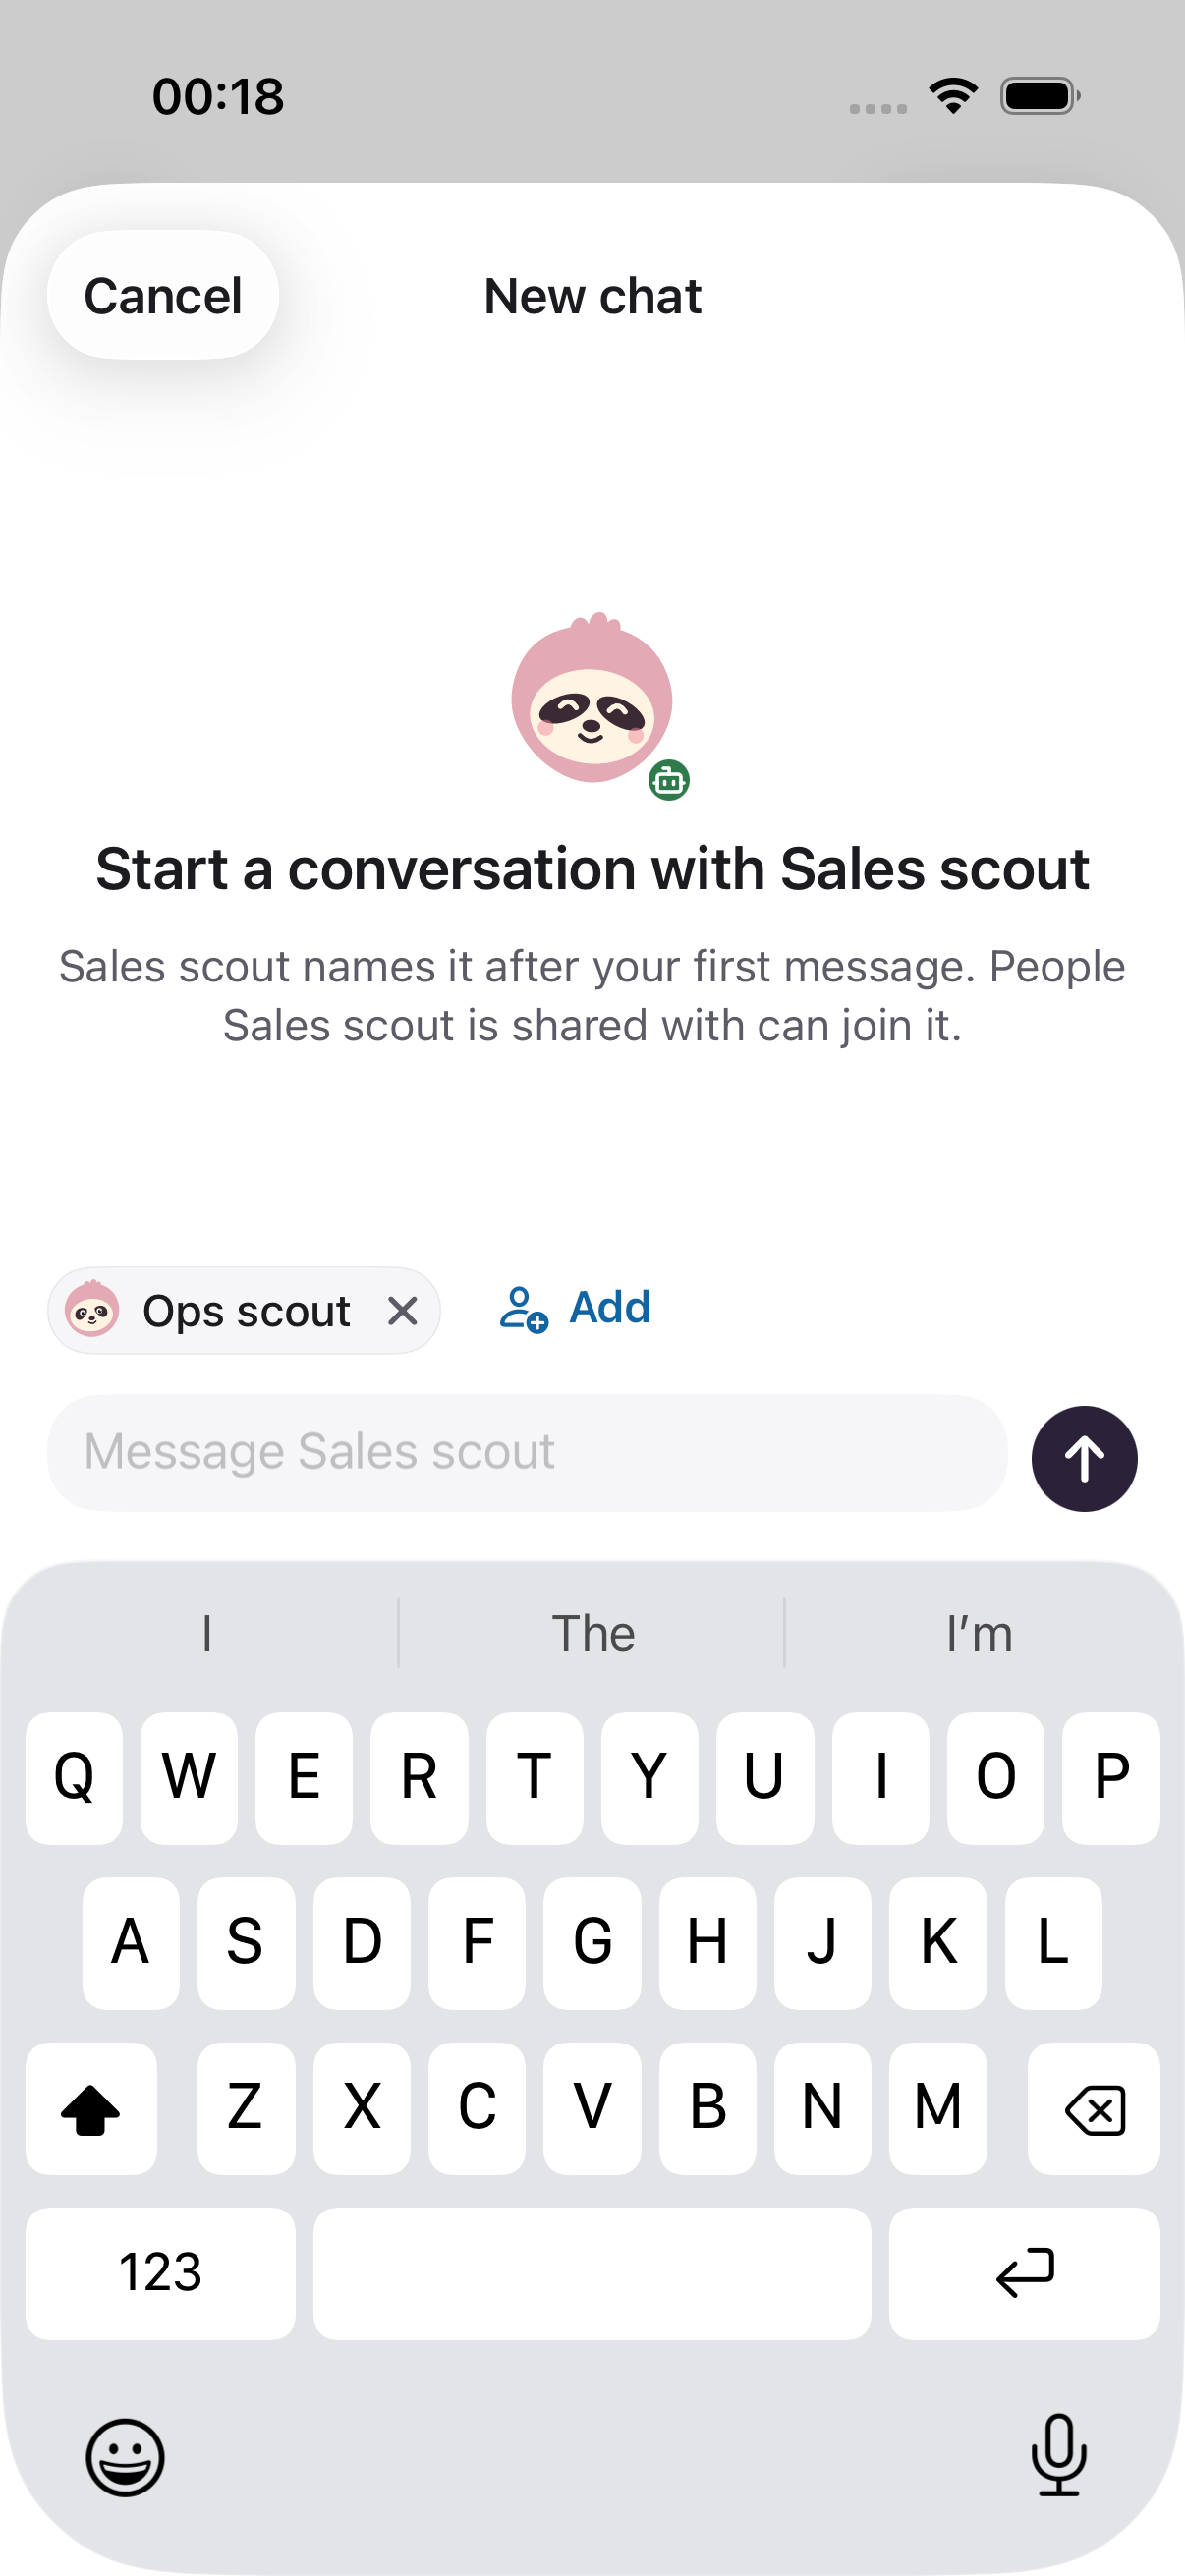 00:18
Cancel
New chat
Start a conversation with Sales scout
Sales scout names it after your first message. People
Sales scout is shared with can join it.
Ops scout
Add
Message Sales scout
I
The
I’m
Q W E R T Y U I O P
A S D F G H J K L
Z X C V B N M
123